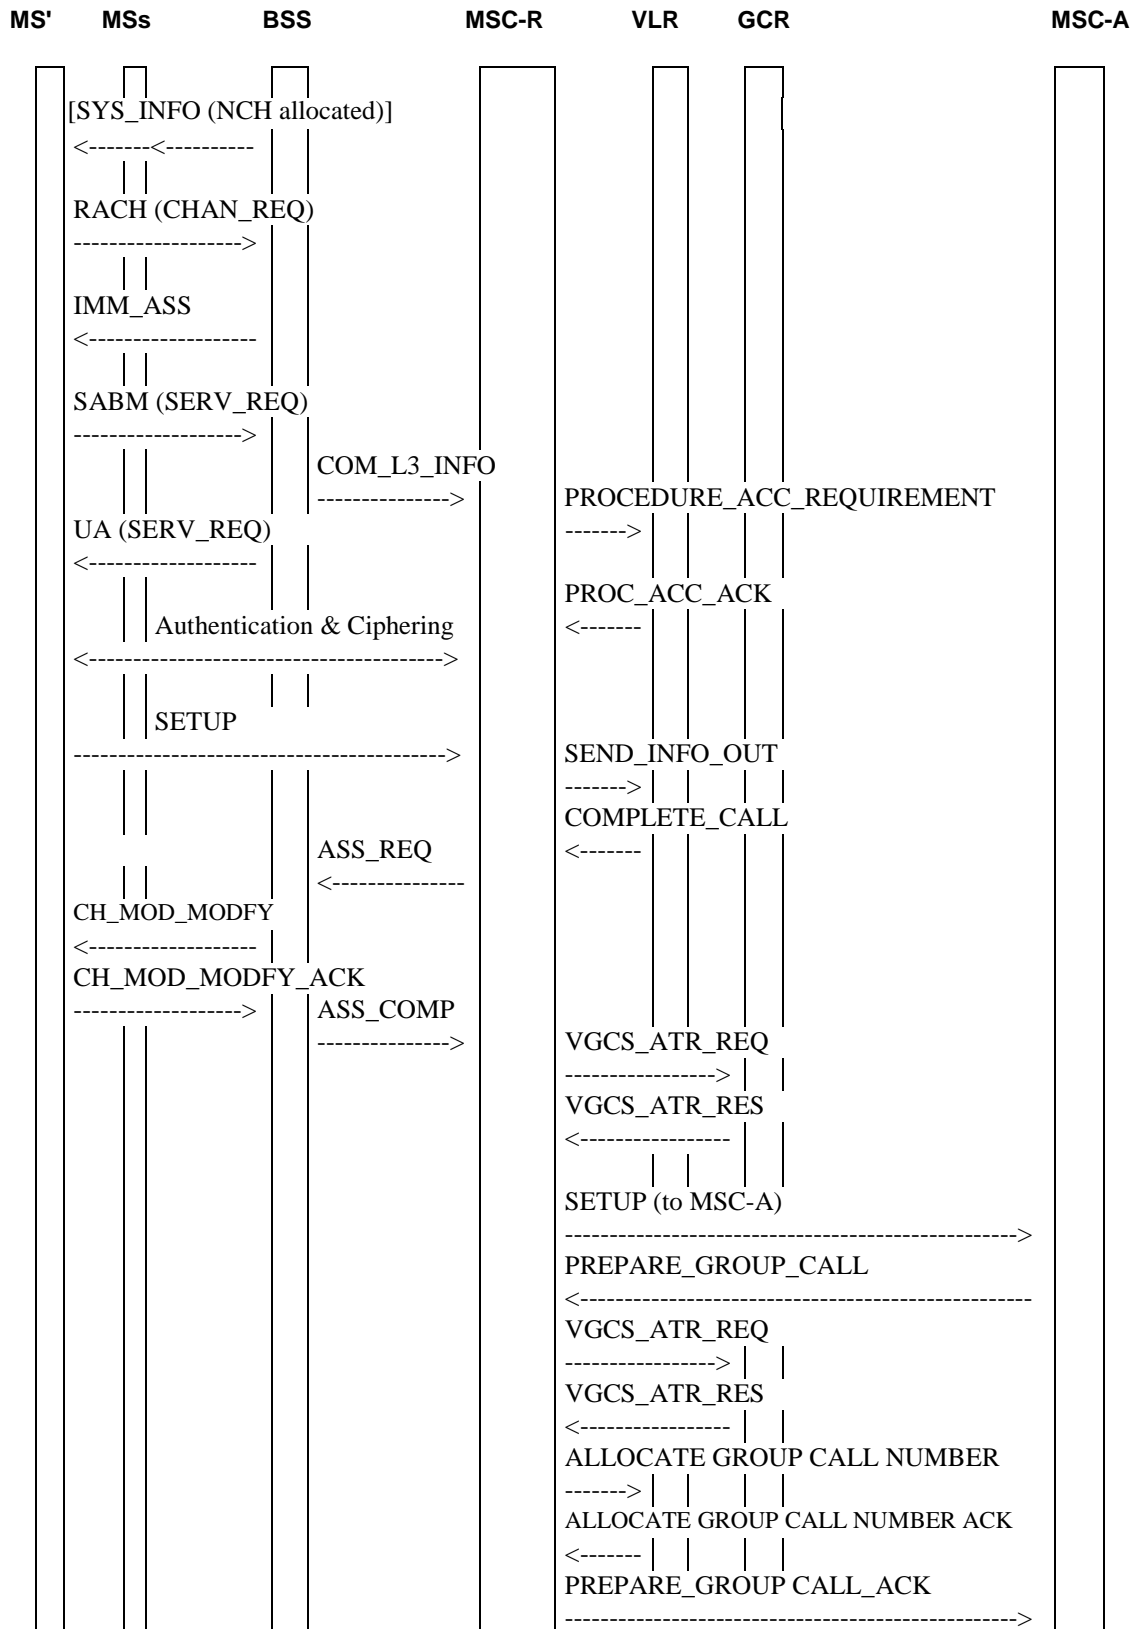 MS' MSs BSS MSC-R VLR GCR MSC-A
[SYS_INFO (NCH allocated)]
<-------<----------
RACH (CHAN_REQ)
------------------->
IMM_ASS
<-------------------
SABM (SERV_REQ)
------------------->
COM_L3_INFO
---------------> PROCEDURE_ACC_REQUIREMENT
UA (SERV_REQ) ------->
<-------------------
PROC_ACC_ACK
Authentication & Ciphering <-------
<---------------------------------------->
SETUP
------------------------------------------> SEND_INFO_OUT
------->
COMPLETE_CALL
ASS_REQ <-------
<---------------
CH_MOD_MODFY
<-------------------
CH_MOD_MODFY_ACK
-------------------> ASS_COMP
---------------> VGCS_ATR_REQ
----------------->
VGCS_ATR_RES
<-----------------
SETUP (to MSC-A)
--------------------------------------------------->
PREPARE_GROUP_CALL
<---------------------------------------------------
VGCS_ATR_REQ
----------------->
VGCS_ATR_RES
<-----------------
ALLOCATE GROUP CALL NUMBER
------->
ALLOCATE GROUP CALL NUMBER ACK
<-------
PREPARE_GROUP CALL_ACK
--------------------------------------------------->